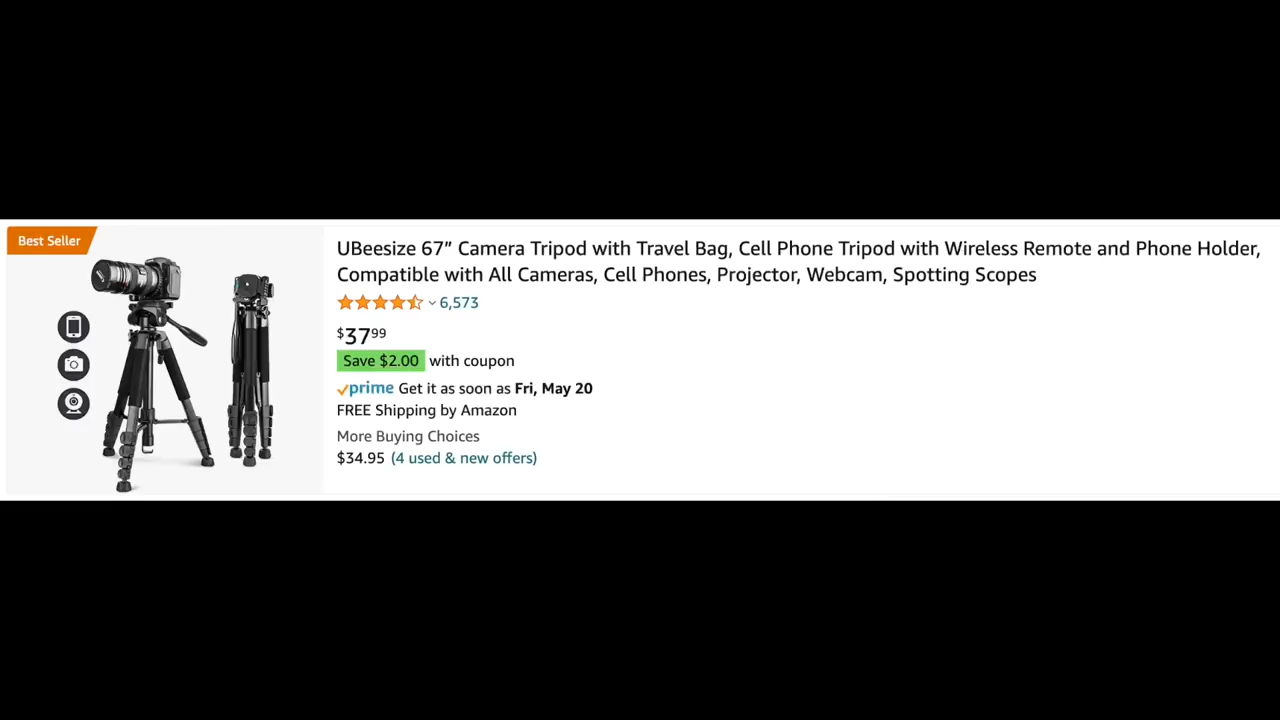 Best Seller
UBeesize 67” Camera Tripod with Travel Bag, Cell Phone Tripod with Wireless Remote and Phone Holder,
Compatible with All Cameras, Cell Phones, Projector, Webcam, Spotting Scopes
6,573
$3799
Save $2.00 with coupon
prime Get it as soon as Fri, May 20
FREE Shipping by Amazon
More Buying Choices
$34.95 (4 used & new offers)